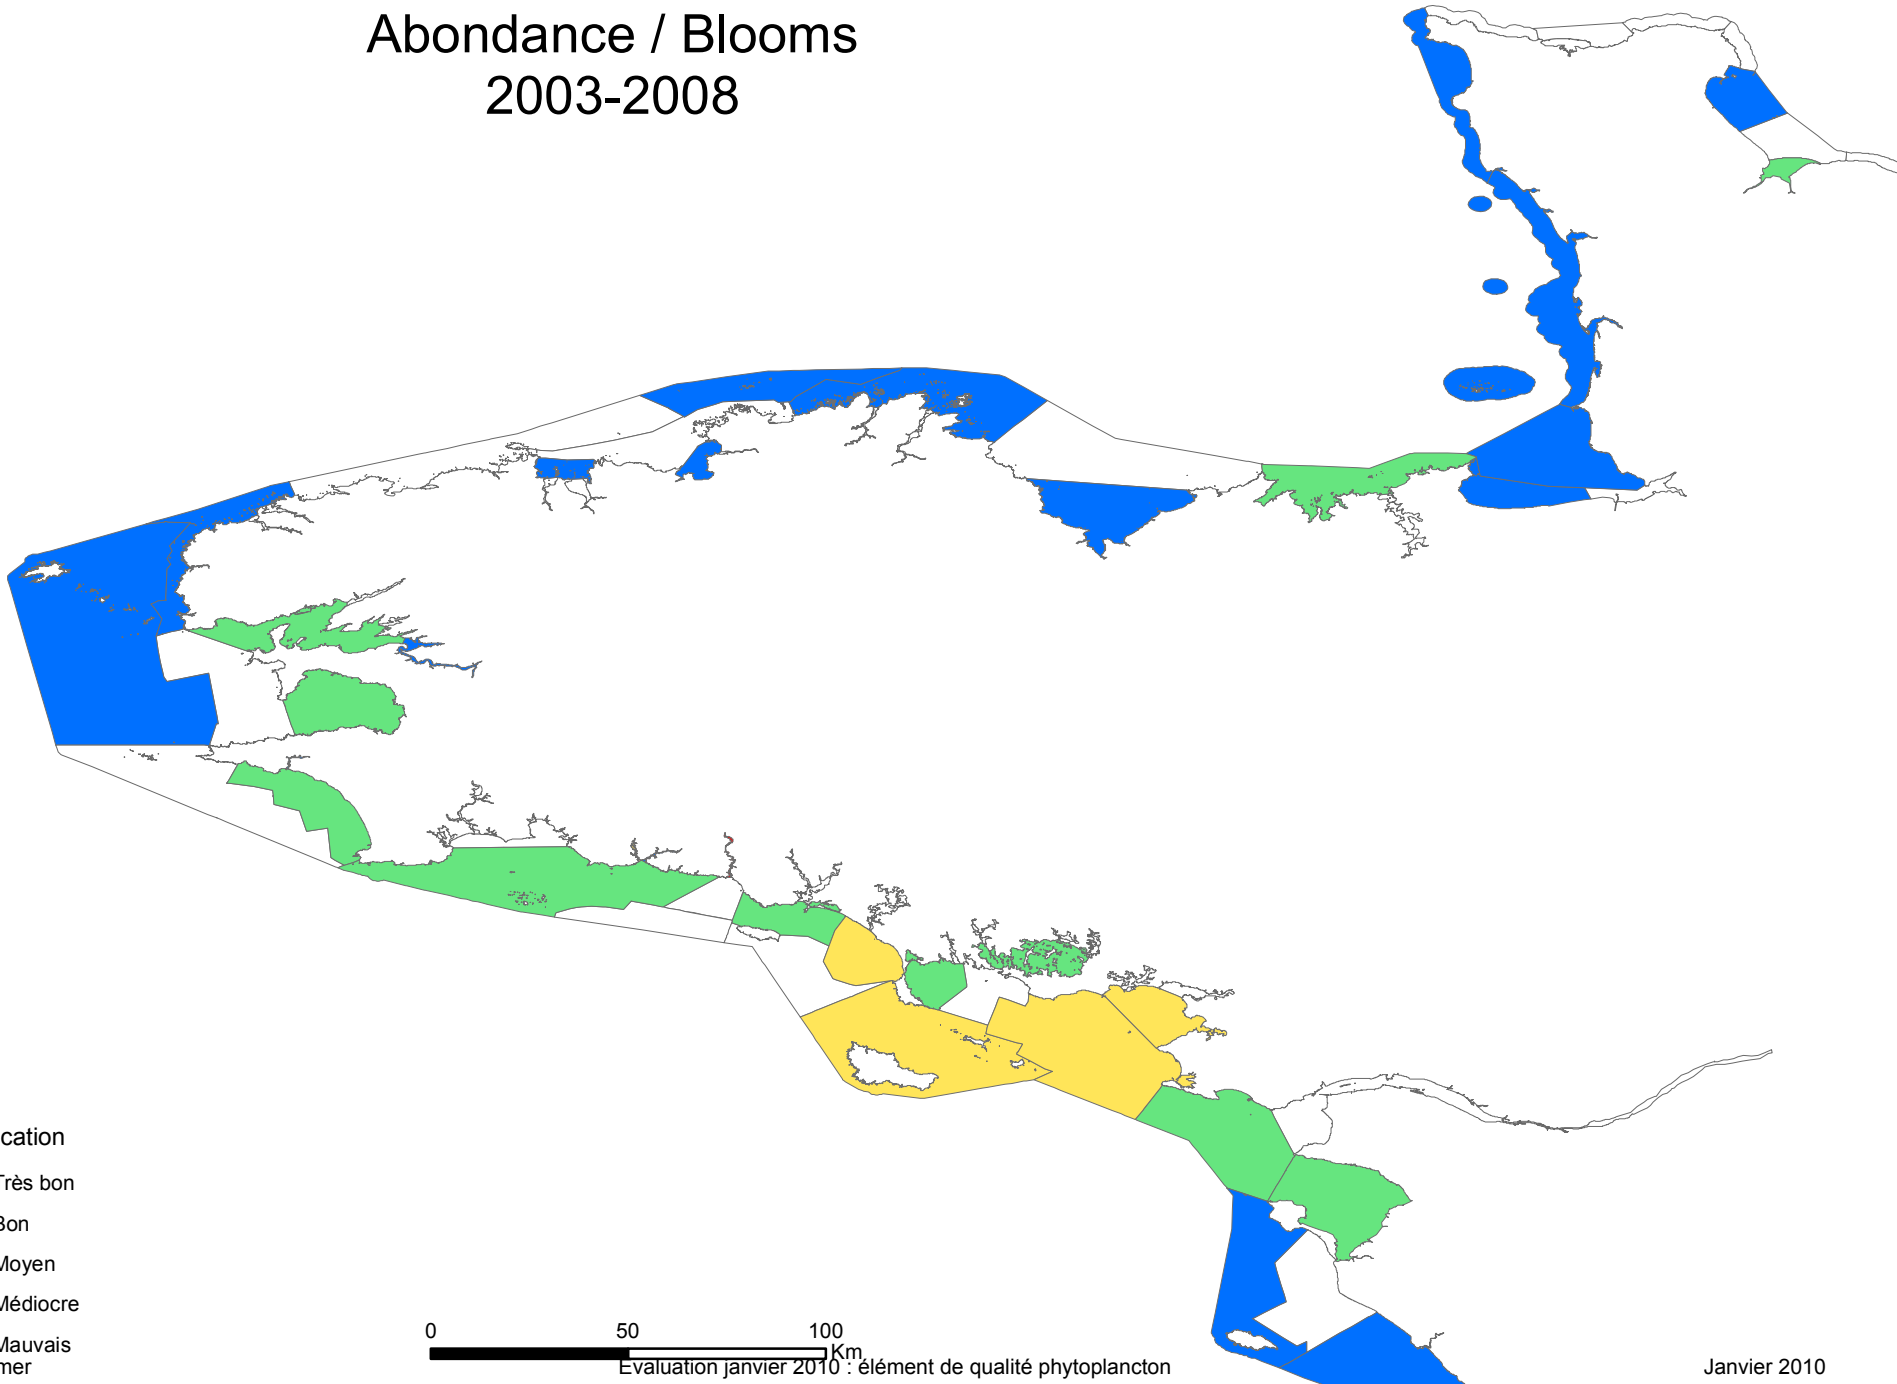 Abondance / Blooms
2003-2008
cation
Très bon
Bon
Moyen
Médiocre
Mauvais
mer
0 50 100
Km
Evaluation janvier 2010 : élément de qualité phytoplancton
Janvier 2010